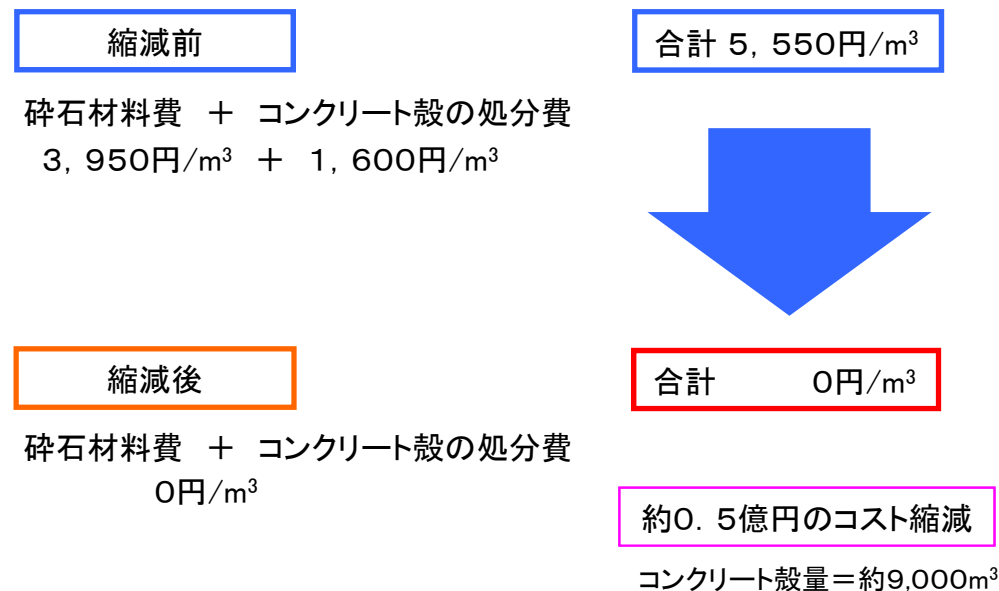 縮減前
合計 5, 550円/m³
砕石材料費 ＋ コンクリート殻の処分費
3, 950円/m³ ＋ 1, 600円/m³
縮減後
合計 0円/m³
砕石材料費 ＋ コンクリート殻の処分費
0円/m³
約0. 5億円のコスト縮減
コンクリート殻量＝約9,000m³